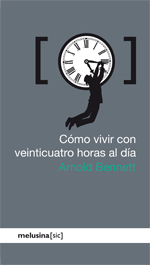 Cómo vivir con
veinticuatro horas al día
Arnold Bennett
melusina[sic]